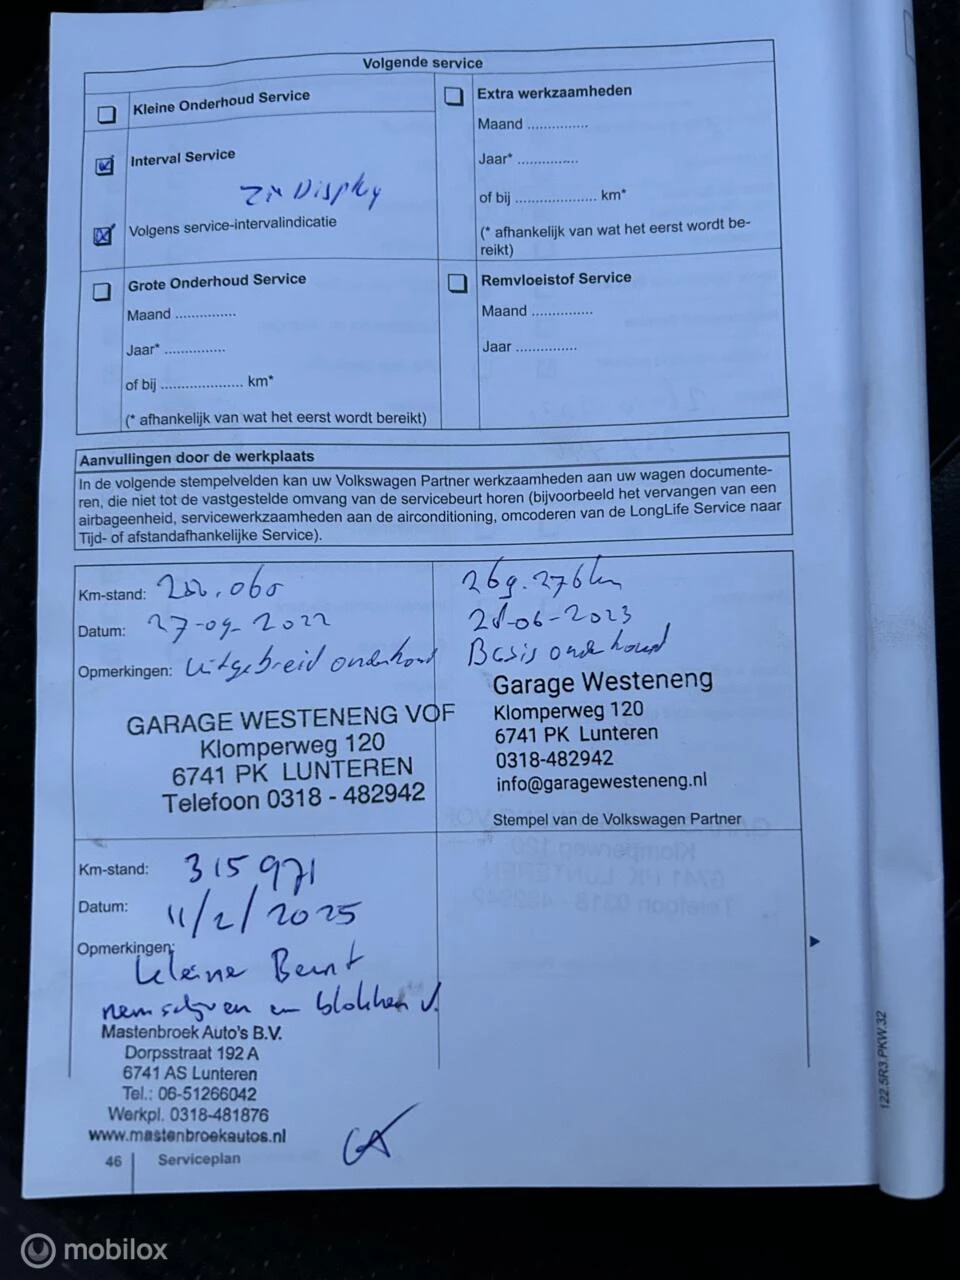 Volgende service
Kleine Onderhoud Service
Interval Service
Zie Display
Volgens service-intervalindicatie
Extra werkzaamheden
Maand ...............
Jaar* ...............
of bij .................... km*
(* afhankelijk van wat het eerst wordt be-
reikt)
Grote Onderhoud Service
Maand ...............
Jaar* ...............
of bij .................... km*
(* afhankelijk van wat het eerst wordt bereikt)
Remvloeistof Service
Maand ...............
Jaar ...............
Aanvullingen door de werkplaats
In de volgende stempelvelden kan uw Volkswagen Partner werkzaamheden aan uw wagen documente-
ren, die niet tot de vastgestelde omvang van de servicebeurt horen (bijvoorbeeld het vervangen van een
airbageenheid, servicewerkzaamheden aan de airconditioning, omcoderen van de LongLife Service naar
Tijd- of afstandafhankelijke Service).
Km-stand:
Datum: 27-09-2022
Opmerkingen: Uitgebreid onderhoud
GARAGE WESTENENG VOF
Klomperweg 120
6741 PK LUNTEREN
Telefoon 0318 - 482942
269.276 km
28-06-2023
Basis onderhoud
Garage Westeneng
Klomperweg 120
6741 PK Lunteren
0318-482942
info@garagewesteneng.nl
Stempel van de Volkswagen Partner
Km-stand: 315971
Datum: 11/2/2025
Opmerkingen:
kleine Beurt
remschijven en blokken v.
Mastenbroek Auto's B.V.
Dorpsstraat 192 A
6741 AS Lunteren
Tel.: 06-51266042
Werkpl. 0318-481876
www.mastenbroekautos.nl
46 Serviceplan
122.5R3.PKW.32
mobilox